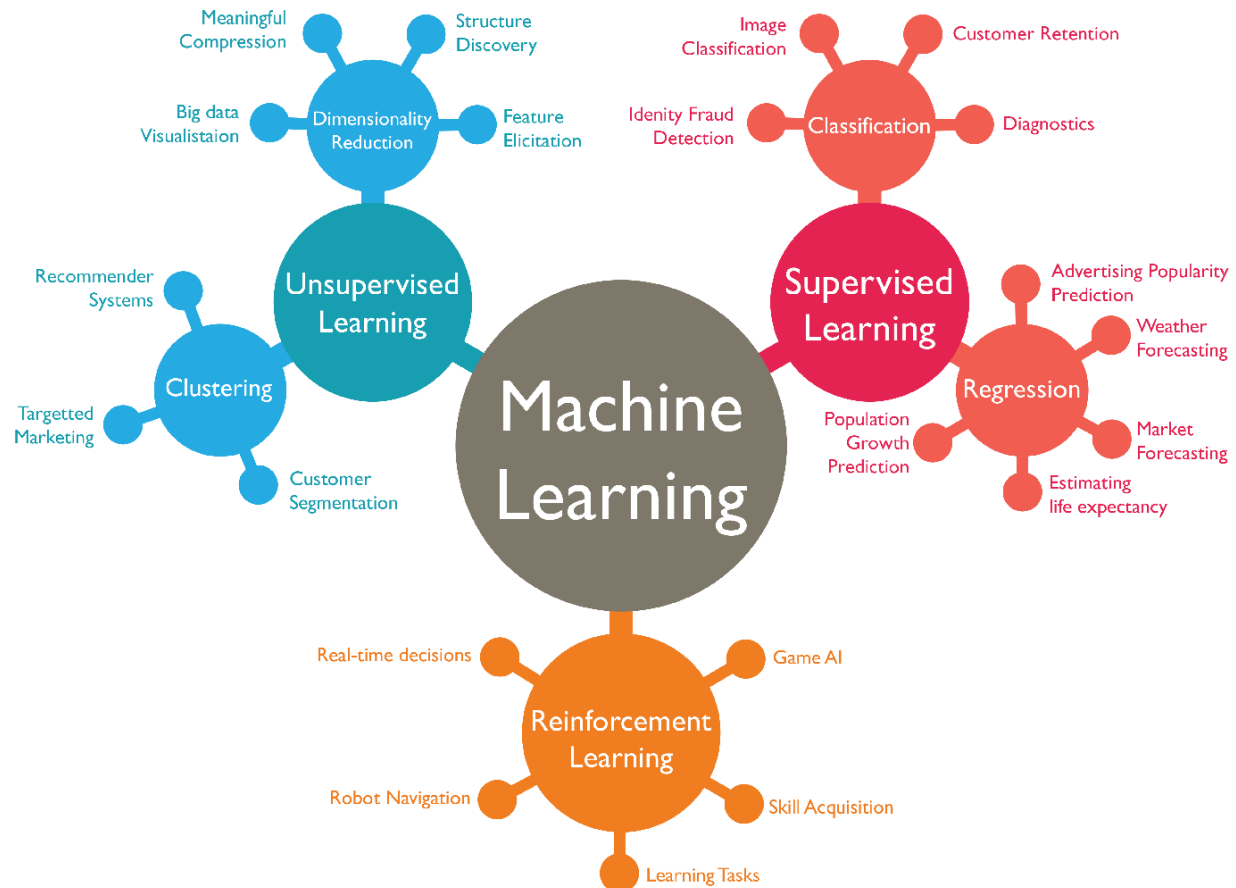 Meaningful
Compression
Structure
Discovery
Big data
Visualistaion
Dimensionality
Reduction
Feature
Elicitation
Image
Classification
Customer Retention
Idenity Fraud
Detection
Classification
Diagnostics
Recommender
Systems
Unsupervised
Learning
Supervised
Learning
Advertising Popularity
Prediction
Weather
Forecasting
Clustering
Machine
Learning
Regression
Targetted
Marketing
Population
Growth
Prediction
Market
Forecasting
Customer
Segmentation
Estimating
life expectancy
Real-time decisions
Game AI
Reinforcement
Learning
Robot Navigation
Skill Acquisition
Learning Tasks